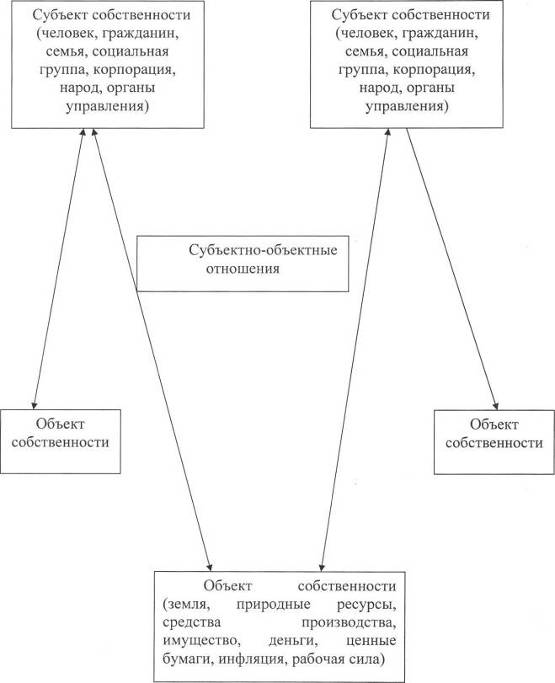 Субъект собственности
(человек, гражданин,
семья, социальная
группа, корпорация,
народ, органы
управления)
Субъект собственности
(человек, гражданин,
семья, социальная
группа, корпорация,
народ, органы
управления)
Субъектно-объектные
отношения
Объект
собственности
Объект
собственности
Объект собственности
(земля, природные ресурсы,
средства производства,
имущество, деньги, ценные
бумаги, инфляция, рабочая сила)